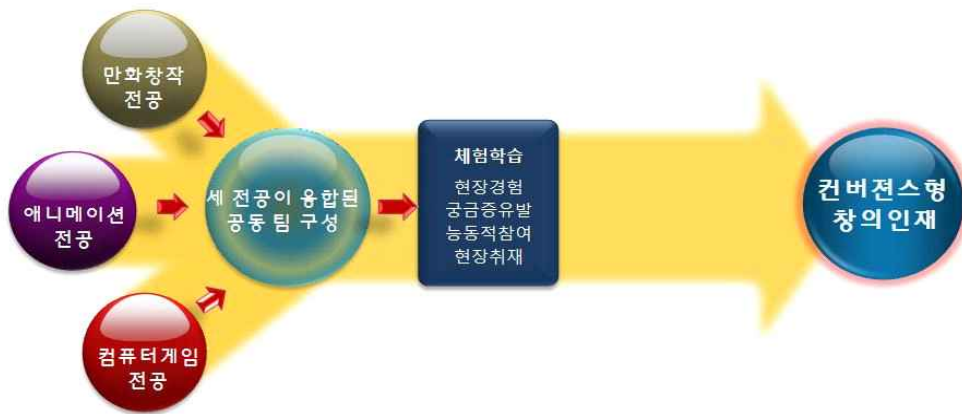 만화창작
전공
애니메이션
전공
컴퓨터게임
전공
세 전공이 융합된
공동 팀 구성
체험학습
현장경험
궁금증유발
능동적참여
현장취재
컨버젼스형
창의인재